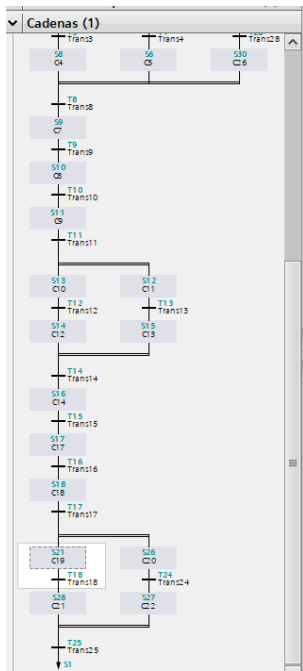 Cadenas (1)
Trans3
Trans4
Trans28
S8
C4
S6
C5
S30
C26
T8
Trans8
S9
C7
T9
Trans9
S10
C8
T10
Trans10
S11
C9
T11
Trans11
S13
C10
S12
C11
T12
Trans12
T13
Trans13
S14
C12
S15
C13
T14
Trans14
S16
C14
T15
Trans15
S17
C17
T16
Trans16
S18
C18
T17
Trans17
S21
C19
S26
C20
T18
Trans18
T24
Trans24
S28
C21
S27
C22
T25
Trans25
S1